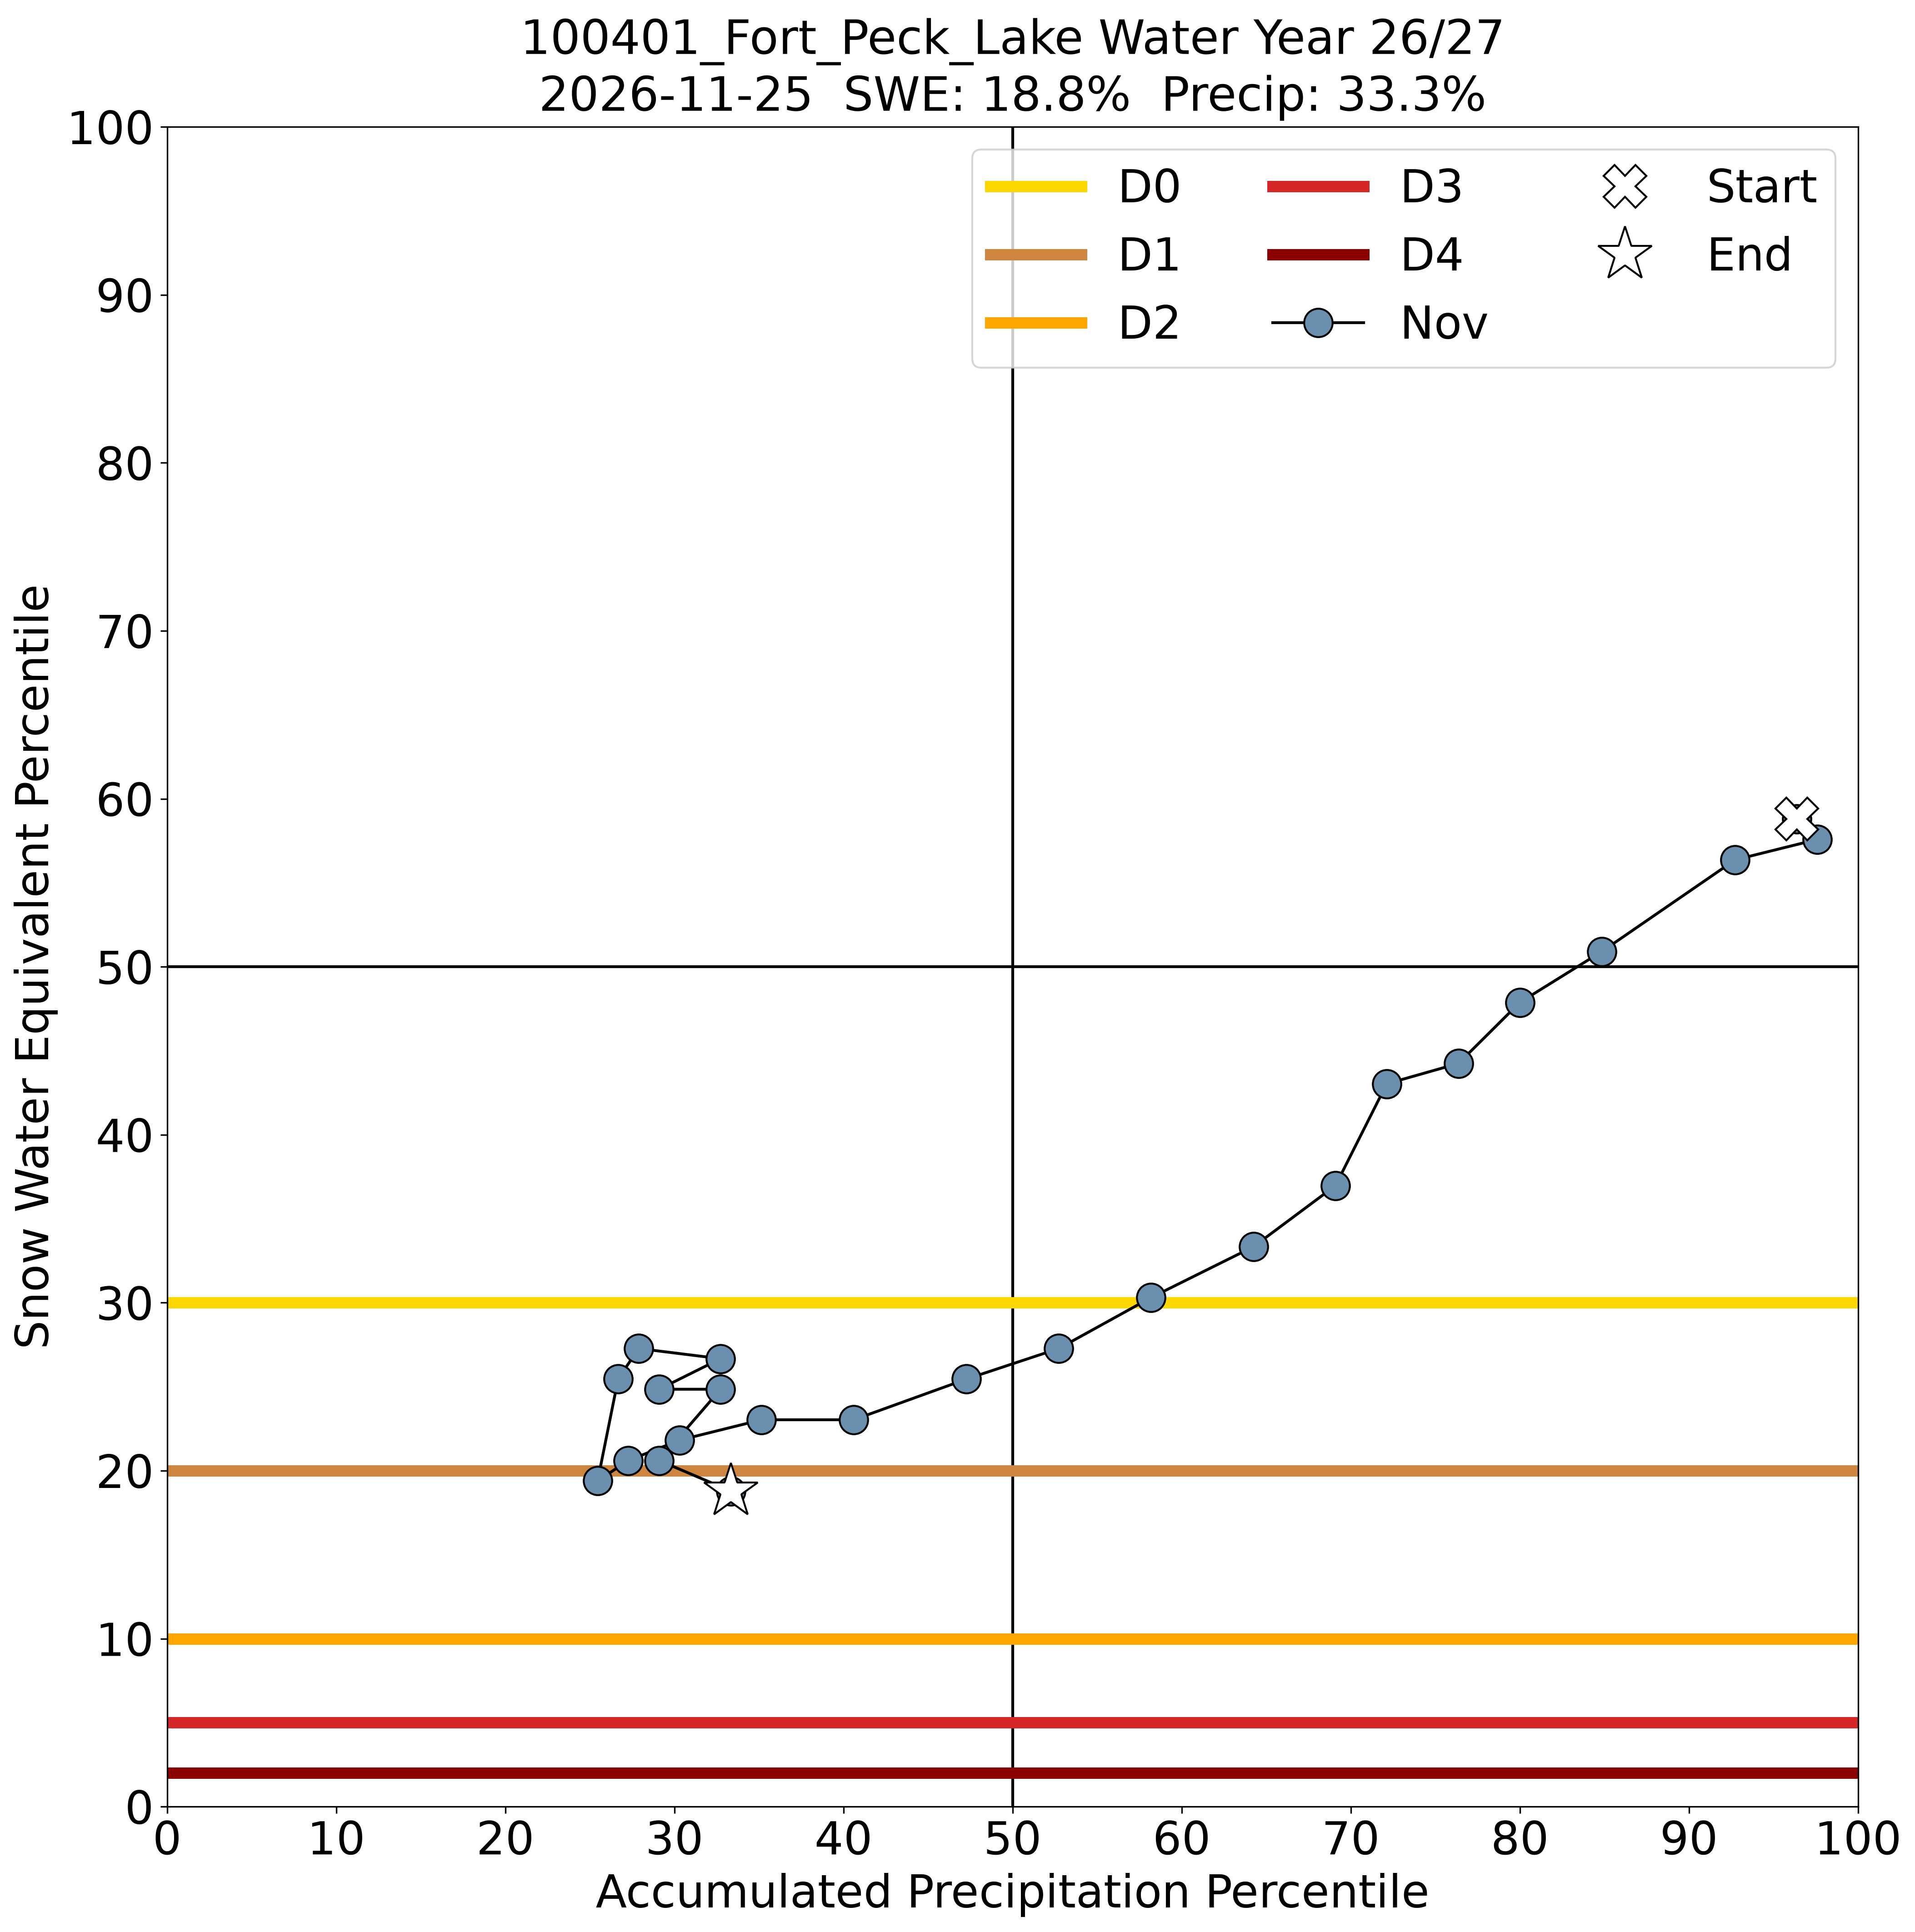 100401_Fort_Peck_Lake Water Year 26/27
2026-11-25  SWE: 18.8%  Precip: 33.3%
D0
D1
D2
D3
D4
Nov
Start
End
Snow Water Equivalent Percentile
100
90
80
70
60
50
40
30
20
10
0
0 10 20 30 40 50 60 70 80 90 100
Accumulated Precipitation Percentile